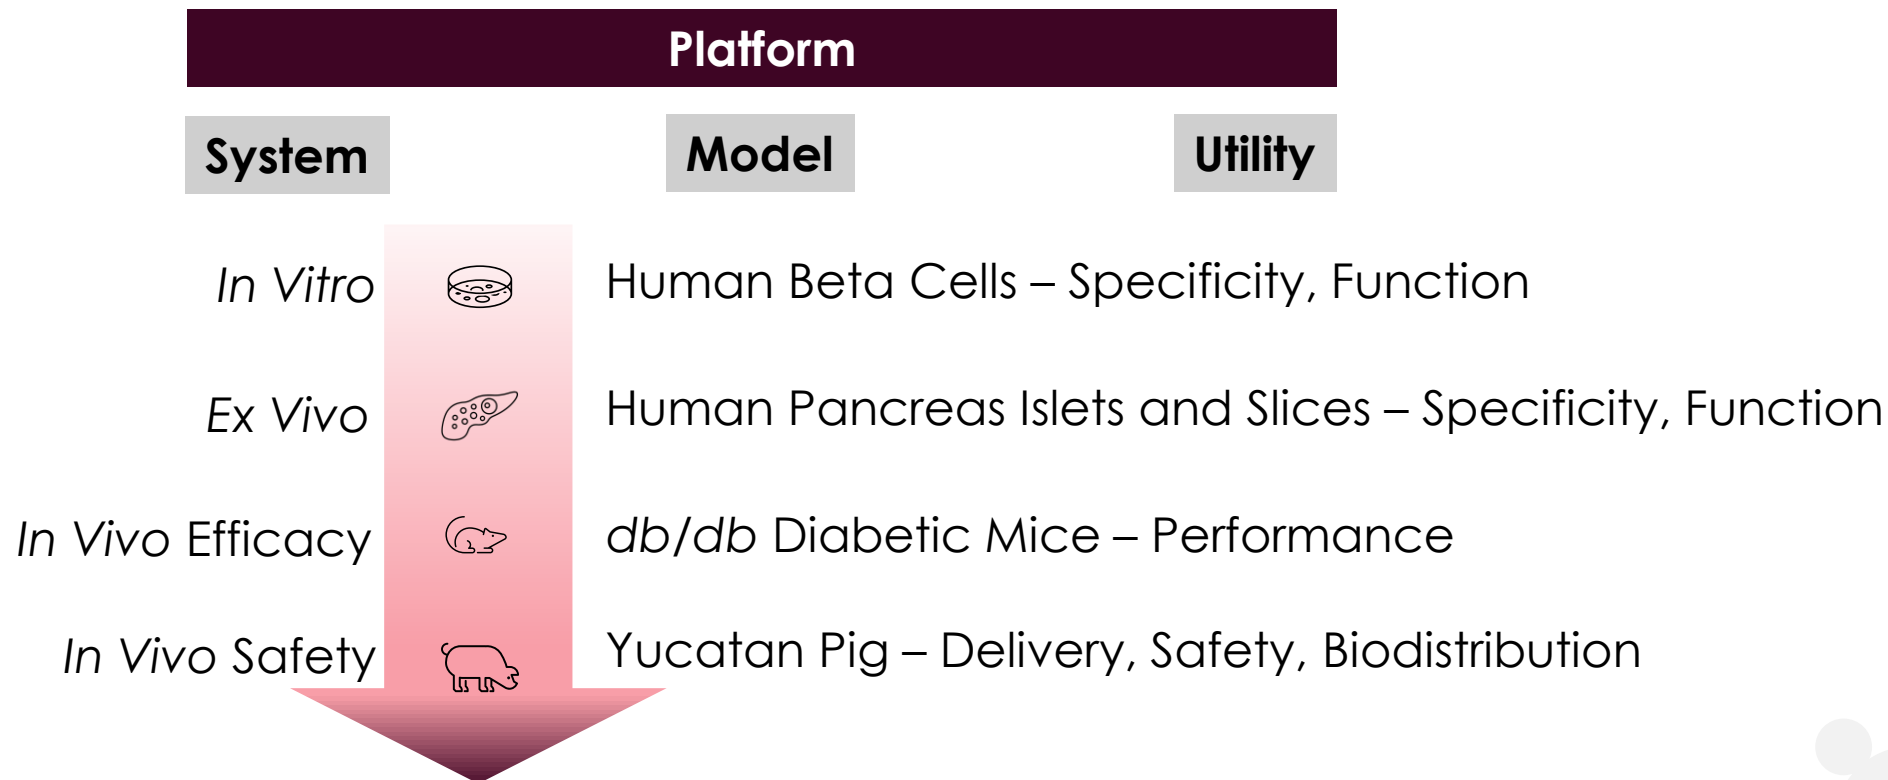 Platform
System Model Utility
In Vitro Human Beta Cells – Specificity, Function
Ex Vivo Human Pancreas Islets and Slices – Specificity, Function
In Vivo Efficacy db/db Diabetic Mice – Performance
In Vivo Safety Yucatan Pig – Delivery, Safety, Biodistribution